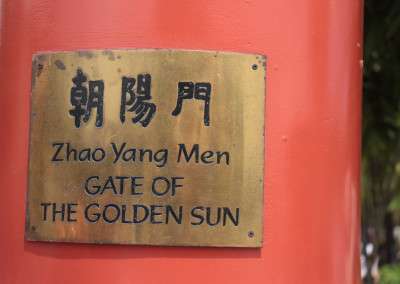 朝陽門
Zhao Yang Men
GATE OF
THE GOLDEN SUN